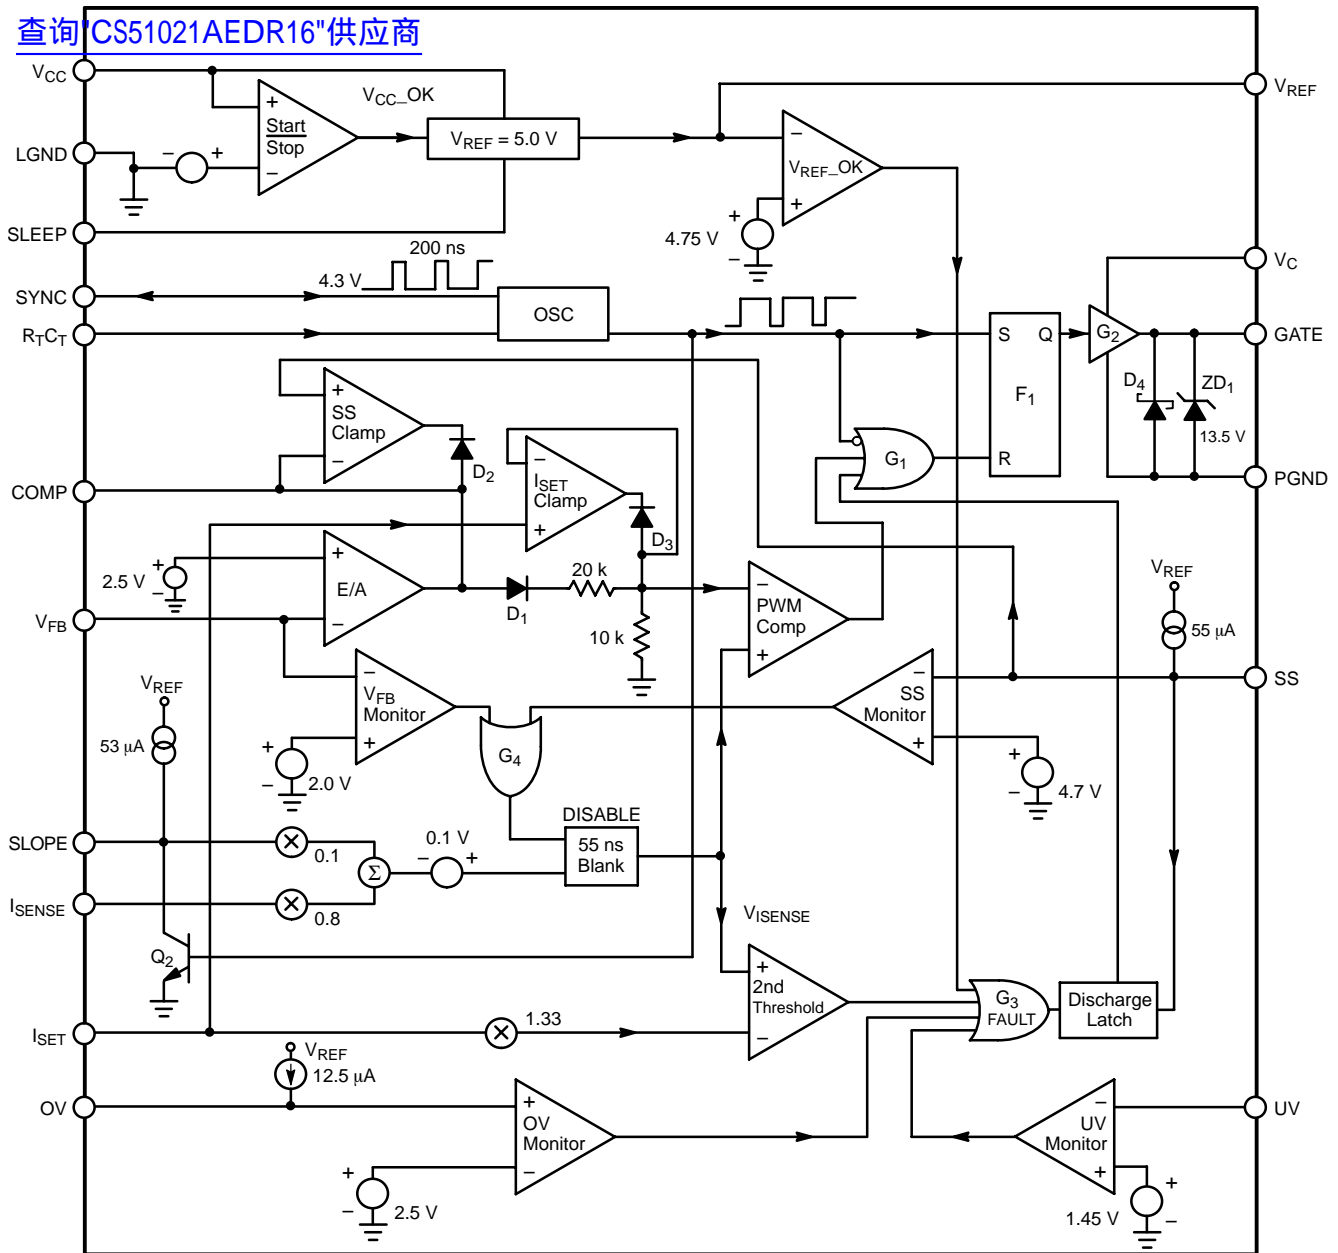 查询"CS51021AEDR16"供应商
VCC
VCC_OK
+
Start
Stop
−
VREF = 5.0 V
−
VREF_OK
+
VREF
LGND
− +
SLEEP
4.75 V
+
−
200 ns
4.3 V
SYNC
OSC
RTCT
VC
S Q
F1
R
G2
GATE
D4
ZD1
13.5 V
PGND
+
SS
Clamp
−
D2
−
ISET
Clamp
+
D3
G1
COMP
2.5 V
+
−
+
E/A
−
D1
20 k
10 k
−
PWM
Comp
+
VREF
55 μA
VFB
SS
VREF
53 μA
−
VFB
Monitor
+
+
−
2.0 V
G4
−
SS
Monitor
+
+
−
4.7 V
DISABLE
55 ns
Blank
SLOPE
0.1
Σ
0.1 V
− +
ISENSE
0.8
VISENSE
Q2
+
2nd
Threshold
−
G3
FAULT
Discharge
Latch
ISET
1.33
VREF
12.5 μA
OV
+
OV
Monitor
−
+
−
2.5 V
−
UV
Monitor
+
UV
+
−
1.45 V